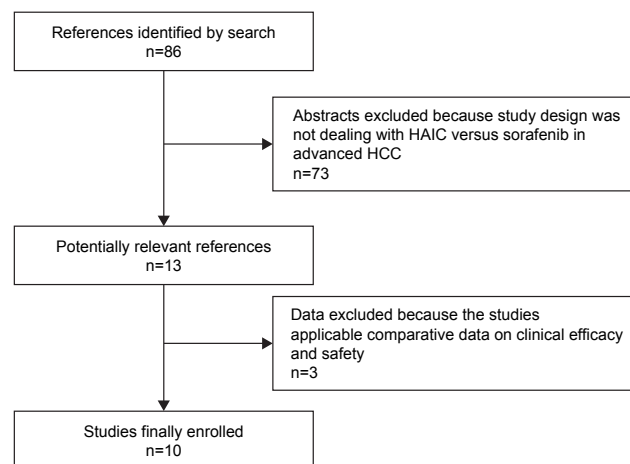 References identified by search
n=86
Abstracts excluded because study design was
not dealing with HAIC versus sorafenib in
advanced HCC
n=73
Potentially relevant references
n=13
Data excluded because the studies
applicable comparative data on clinical efficacy
and safety
n=3
Studies finally enrolled
n=10